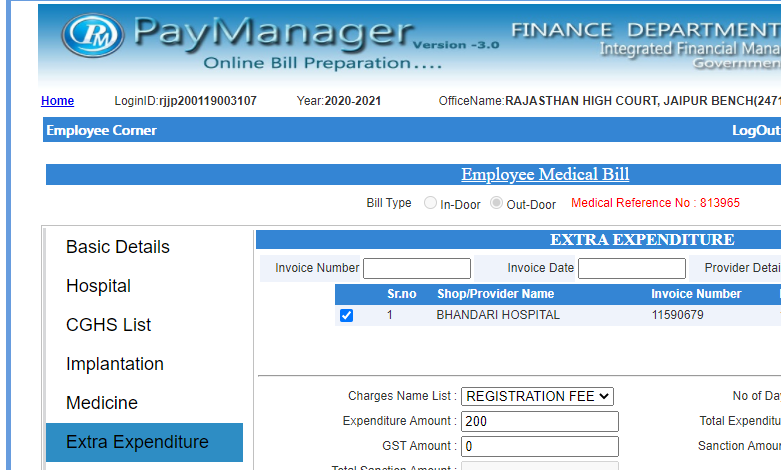 PM PayManager Version -3.0
Online Bill Preparation....
FINANCE DEPARTMENT
Integrated Financial Mana
Governmen
Home LoginID:rjjp200119003107 Year:2020-2021 OfficeName:RAJASTHAN HIGH COURT, JAIPUR BENCH(2471
Employee Corner LogOut
Employee Medical Bill
Bill Type In-Door Out-Door Medical Reference No : 813965
Basic Details
Hospital
CGHS List
Implantation
Medicine
Extra Expenditure
EXTRA EXPENDITURE
Invoice Number Invoice Date Provider Detai
Sr.no Shop/Provider Name Invoice Number
1 BHANDARI HOSPITAL 11590679
Charges Name List : REGISTRATION FEE No of Da
Expenditure Amount : 200 Total Expenditu
GST Amount : 0 Sanction Amou
Total Sanction Amount :